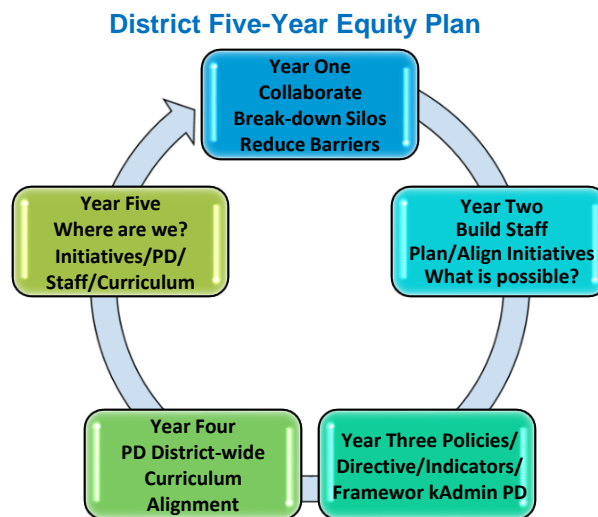 District Five-Year Equity Plan
Year One
Collaborate
Break-down Silos
Reduce Barriers
Year Two
Build Staff
Plan/Align Initiatives
What is possible?
Year Three Policies/
Directive/Indicators/
Framewor kAdmin PD
Year Four
PD District-wide
Curriculum
Alignment
Year Five
Where are we?
Initiatives/PD/
Staff/Curriculum